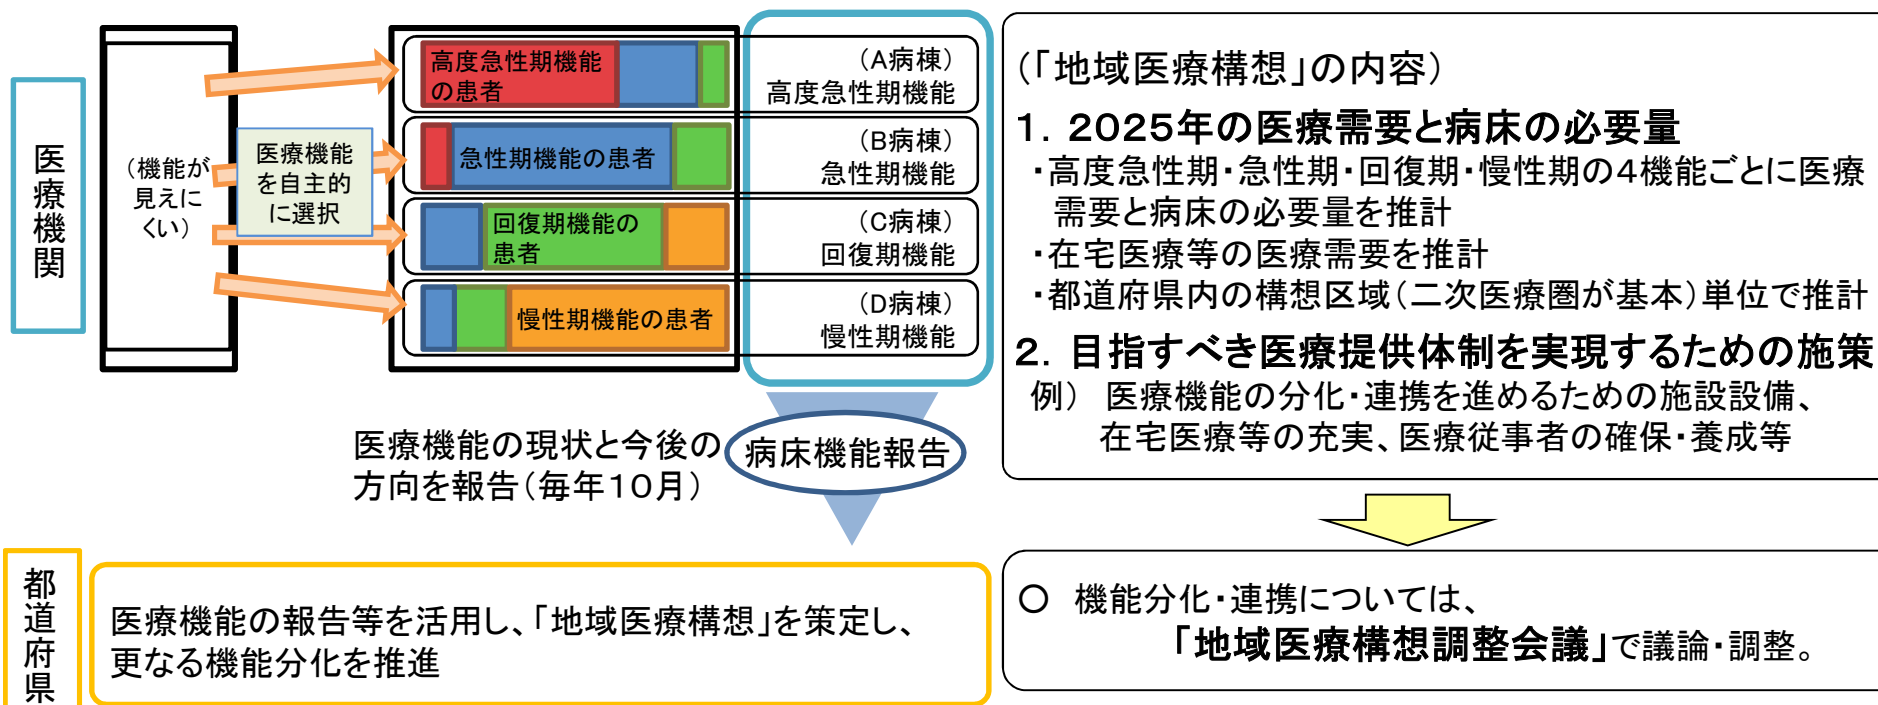 医療機関
(機能が
見えに
くい)
医療機能
を自主的
に選択
高度急性期機能
の患者
(A病棟)
高度急性期機能
急性期機能の患者
(B病棟)
急性期機能
回復期機能の
患者
(C病棟)
回復期機能
慢性期機能の患者
(D病棟)
慢性期機能
医療機能の現状と今後の
方向を報告(毎年10月)
病床機能報告
都道府県
医療機能の報告等を活用し、「地域医療構想」を策定し、
更なる機能分化を推進
(「地域医療構想」の内容)
1. 2025年の医療需要と病床の必要量
・高度急性期・急性期・回復期・慢性期の4機能ごとに医療
需要と病床の必要量を推計
・在宅医療等の医療需要を推計
・都道府県内の構想区域(二次医療圏が基本)単位で推計
2. 目指すべき医療提供体制を実現するための施策
例) 医療機能の分化・連携を進めるための施設設備、
在宅医療等の充実、医療従事者の確保・養成等
○ 機能分化・連携については、
「地域医療構想調整会議」で議論・調整。